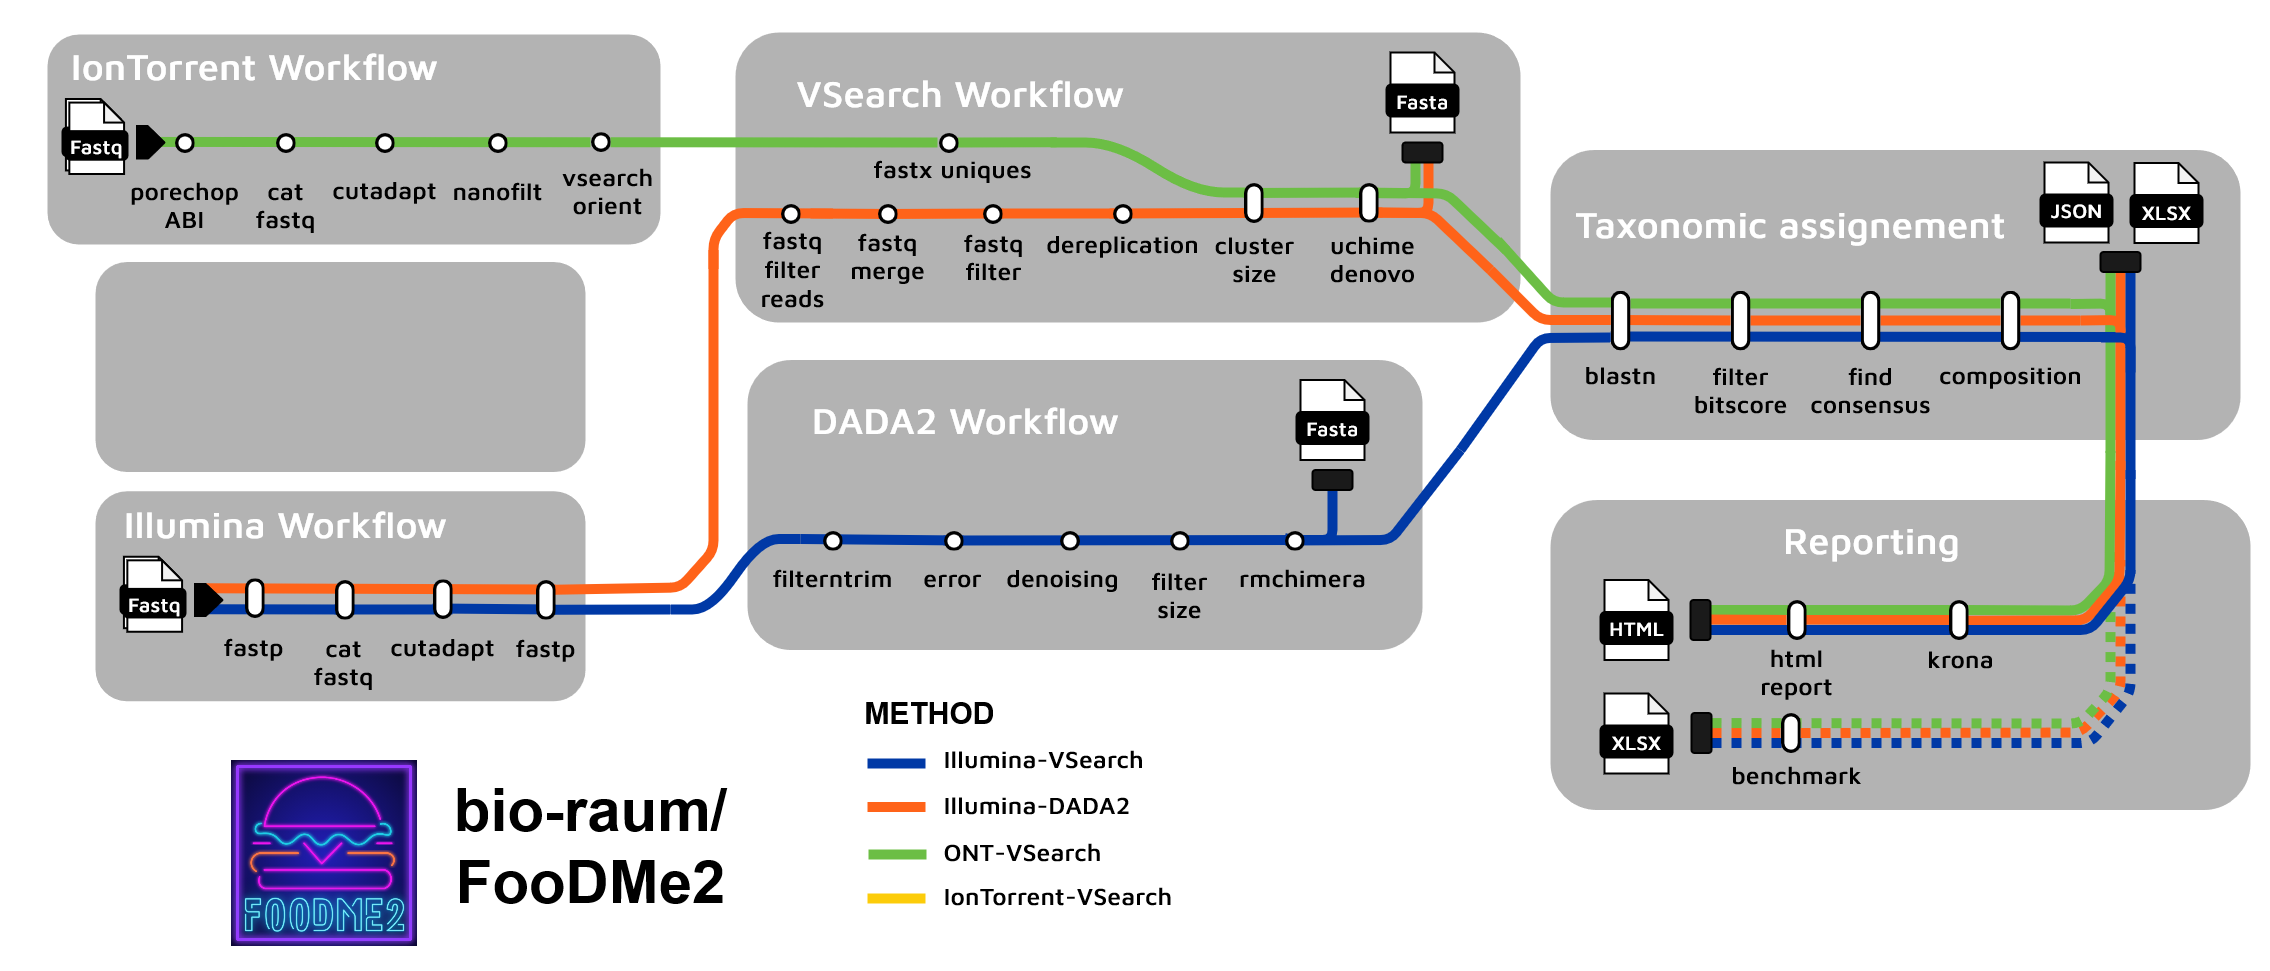 IonTorrent Workflow
Fastq
porechop
ABI
cat
fastq
cutadapt
nanofilt
vsearch
orient
VSearch Workflow
Fasta
fastx uniques
fastq
filter
reads
fastq
merge
fastq
filter
dereplication
cluster
size
uchime
denovo
Taxonomic assignement
JSON
XLSX
blastn
filter
bitscore
find
consensus
composition
DADA2 Workflow
Fasta
filterntrim
error
denoising
filter
size
rmchimera
Illumina Workflow
Fastq
fastp
cat
fastq
cutadapt
fastp
Reporting
HTML
html
report
krona
XLSX
benchmark
METHOD
Illumina-VSearch
Illumina-DADA2
ONT-VSearch
IonTorrent-VSearch
FOODME2
bio-raum/
FooDMe2